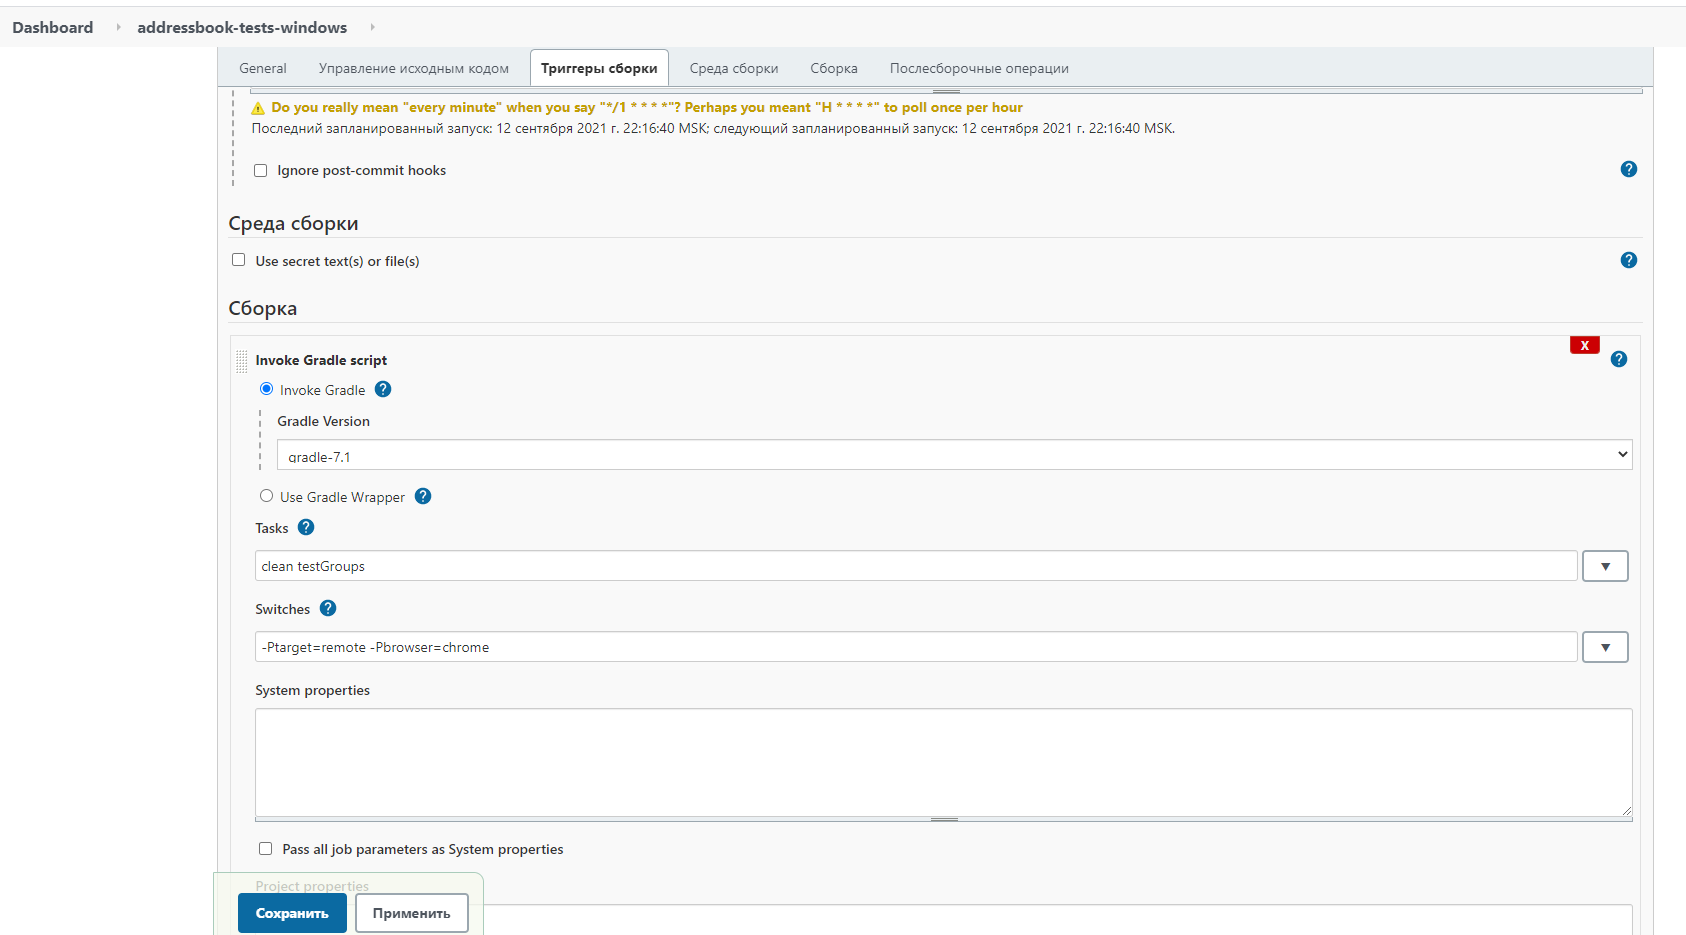 Dashboard addressbook-tests-windows
General Управление исходным кодом Триггеры сборки Среда сборки Сборка Послесборочные операции
Do you really mean "every minute" when you say "*/1 * * * *"? Perhaps you meant "H * * * *" to poll once per hour
Последний запланированный запуск: 12 сентября 2021 г. 22:16:40 MSK; следующий запланированный запуск: 12 сентября 2021 г. 22:16:40 MSK.
Ignore post-commit hooks ?
Среда сборки
Use secret text(s) or file(s) ?
Сборка
X
Invoke Gradle script ?
Invoke Gradle ?
Gradle Version
gradle-7.1
Use Gradle Wrapper ?
Tasks ?
clean testGroups
Switches ?
-Ptarget=remote -Pbrowser=chrome
System properties
Pass all job parameters as System properties
Project properties
Сохранить Применить